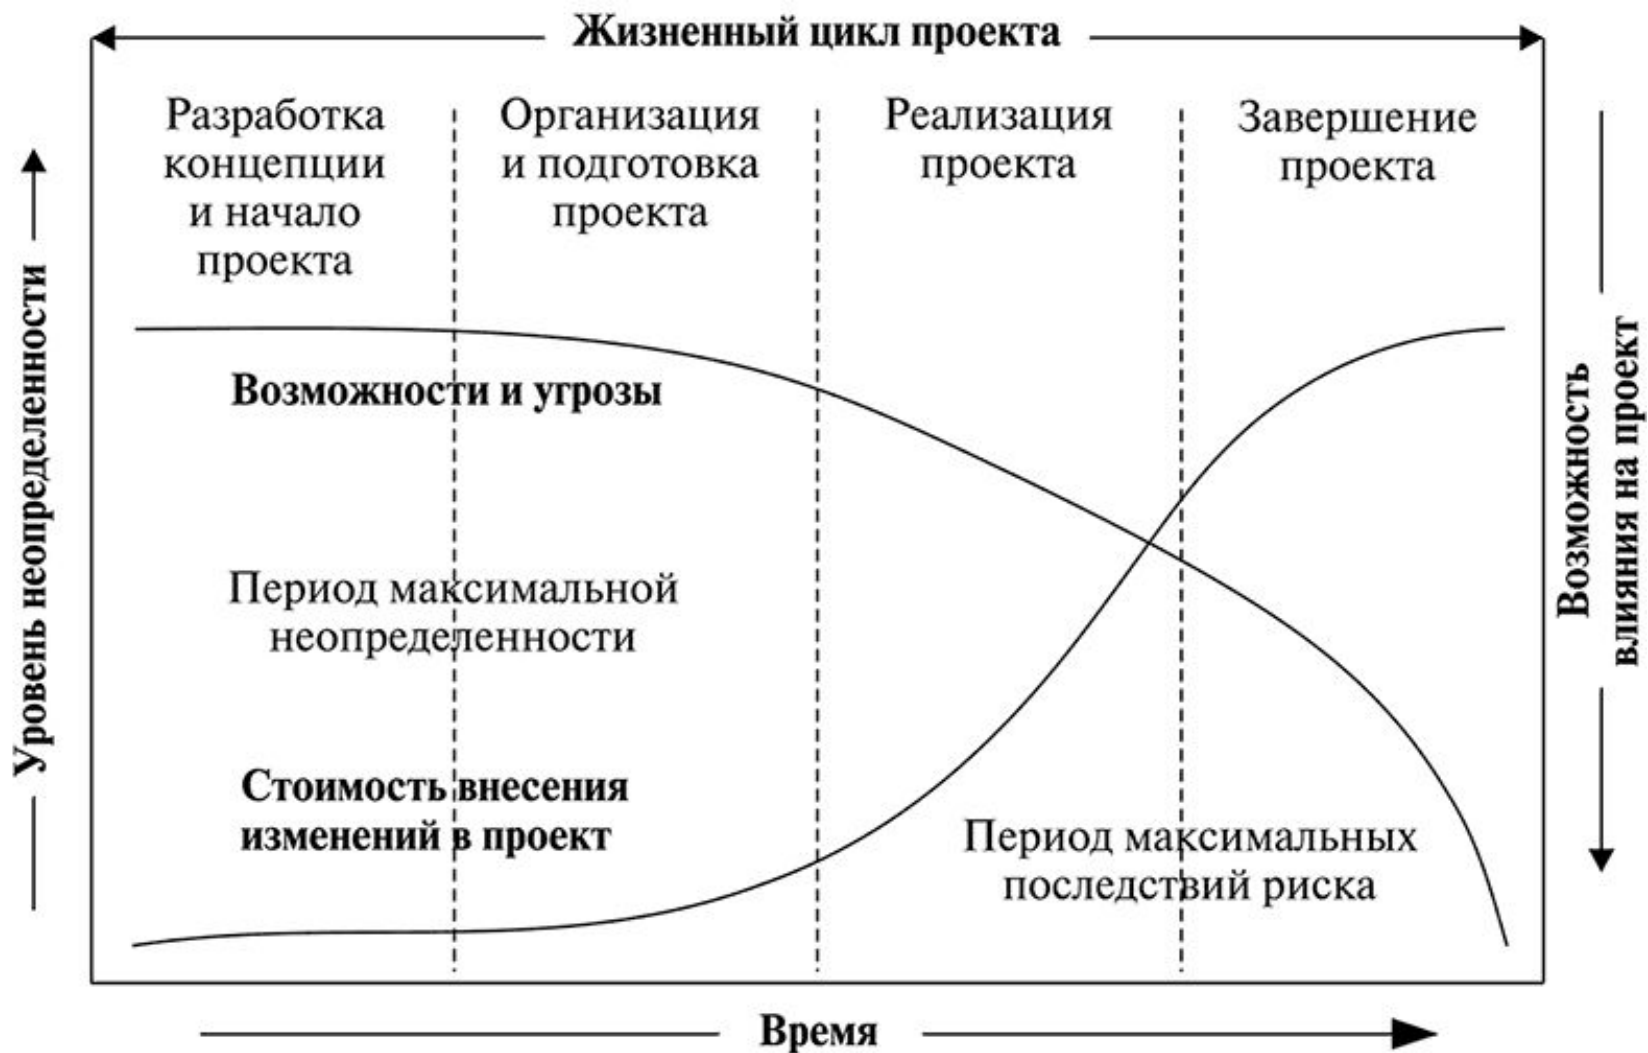 Жизненный цикл проекта
Разработка
концепции
и начало
проекта
Организация
и подготовка
проекта
Реализация
проекта
Завершение
проекта
Уровень неопределенности
Возможности и угрозы
Период максимальной
неопределенности
Стоимость внесения
изменений в проект
Период максимальных
последствий риска
Возможность
влияния на проект
Время